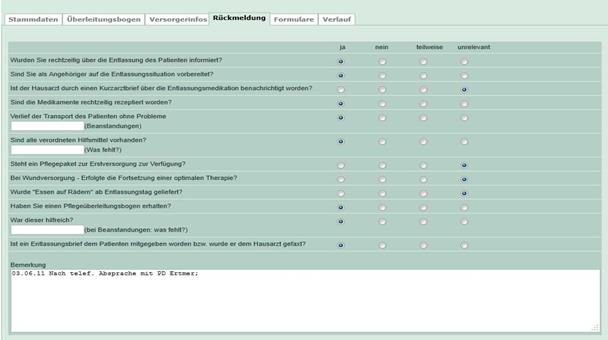 Stammdaten Überleitungsbogen Versorgerinfos Rückmeldung Formulare Verlauf
ja nein teilweise unrelevant
Wurden Sie rechtzeitig über die Entlassung des Patienten informiert?
Sind Sie als Angehöriger auf die Entlassungssituation vorbereitet?
Ist der Hausarzt durch einen Kurzarztbrief über die Entlassungsmedikation benachrichtigt worden?
Sind die Medikamente rechtzeitig rezeptiert worden?
Verlief der Transport des Patienten ohne Probleme
(Beanstandungen)
Sind alle verordneten Hilfsmittel vorhanden?
(Was fehlt?)
Steht ein Pflegepaket zur Erstversorgung zur Verfügung?
Bei Wundversorgung - Erfolgte die Fortsetzung einer optimalen Therapie?
Wurde "Essen auf Rädern" ab Entlassungstag geliefert?
Haben Sie einen Pflegeüberleitungsbogen erhalten?
War dieser hilfreich?
(bei Beanstandungen: was fehlt?)
Ist ein Entlassungsbrief dem Patienten mitgegeben worden bzw. wurde er dem Hausarzt gefaxt?
Bemerkung
03.06.11 Nach telef. Absprache mit PD Ertmer;